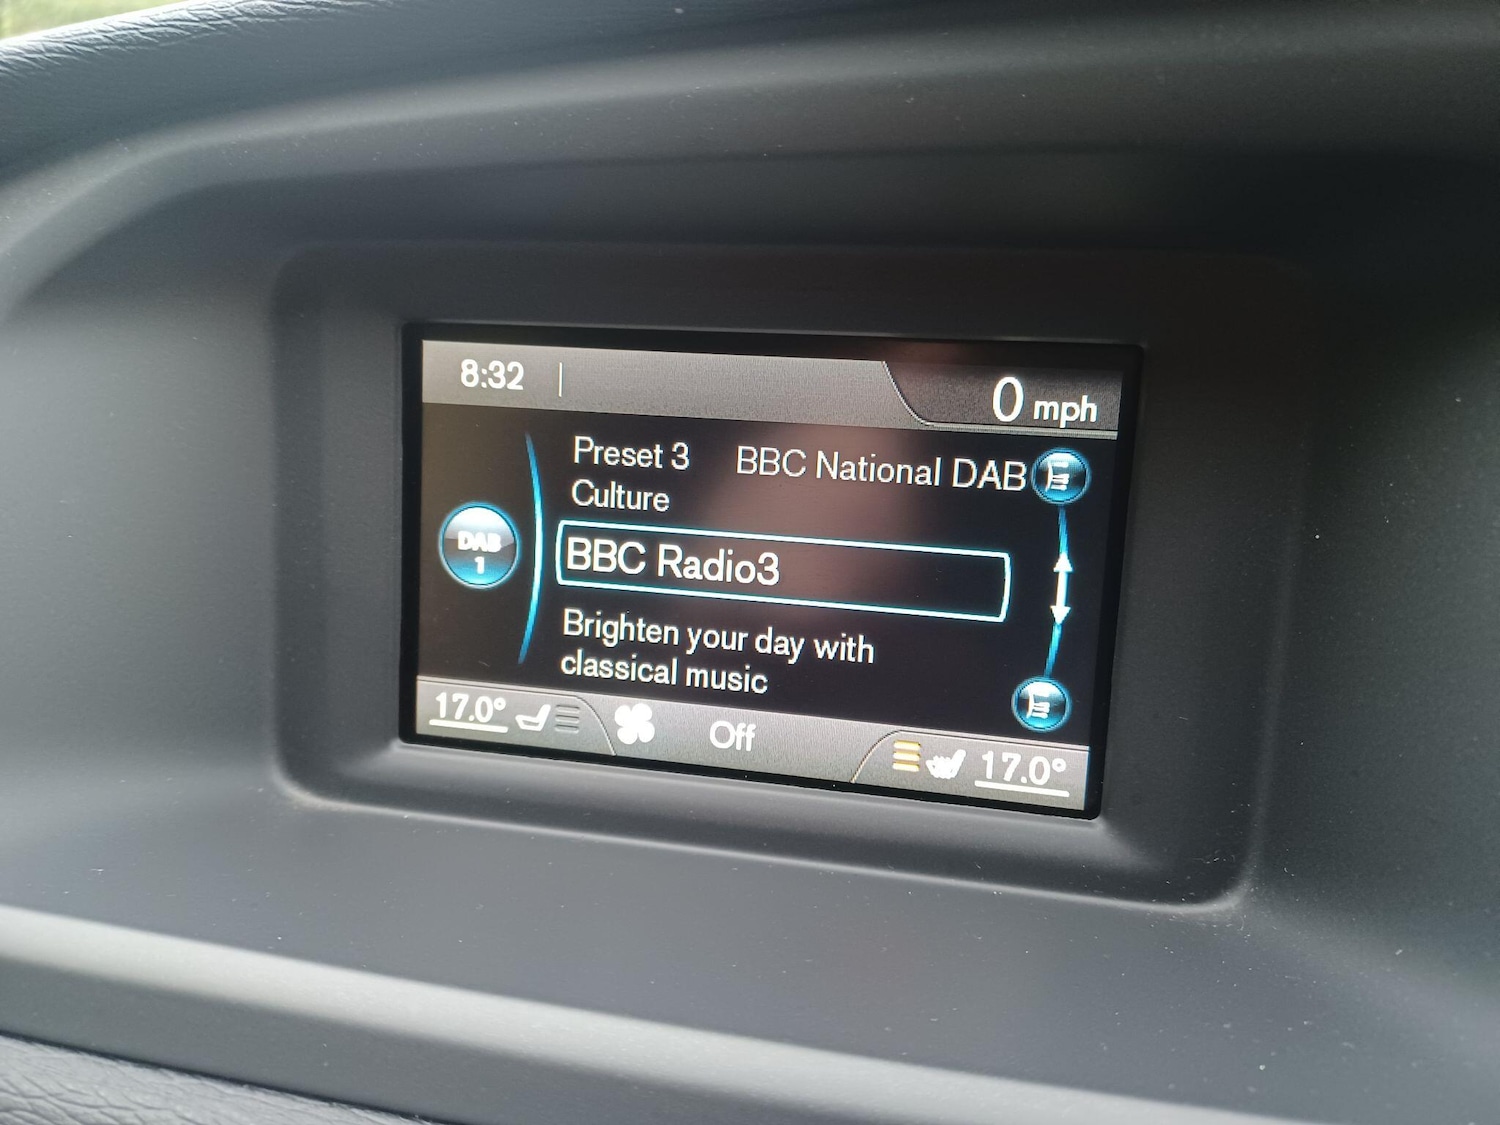 8:32
0 mph
Preset 3 BBC National DAB
Culture
DAB
1
BBC Radio3
Brighten your day with
classical music
17.0° Off 17.0°